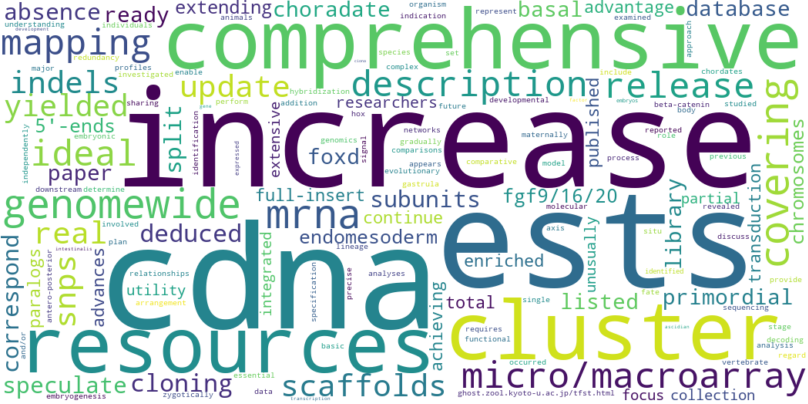 absence ready extending choradate basal advantage database
mapping comprehensive
indels update description release
yielded 5'-ends split extensive researchers published
ideal paper foxd
increase
covering chromosomes
genomewide full-insert subunits fgf9/16/20 partial library transduction
real mrna continue
deduced endomesoderm enriched unusually
cdna ests
correspond paralogs snps advances utility integrated achieving
total listed primordial
resources cluster
speculate cloning scaffolds micro/macroarray
focus collection
ghost.zool.kyoto-u.ac.jp/tfst.html
animals understanding individuals development redundancy major profiles investigated enable hybridization sharing perform addition
species set complex organism indication represent examined approach include chordates embryos studied
beta-catenin body reported role previous
developmental future hox networks signal maternally genomics gradually comparisons evolutionary appears model process
identification expressed gene independently embryonic downstream determine
comparative gastrula molecular revealed axis situ discuss identified fate provide
involved plan and/or antero-posterior intestinalis relationships arrangement lineage specification precise analyses basic
single sequencing requires functional occurred vertebrate ascidian stage decoding analysis regard
embryogenesis zygotically data essential transcription